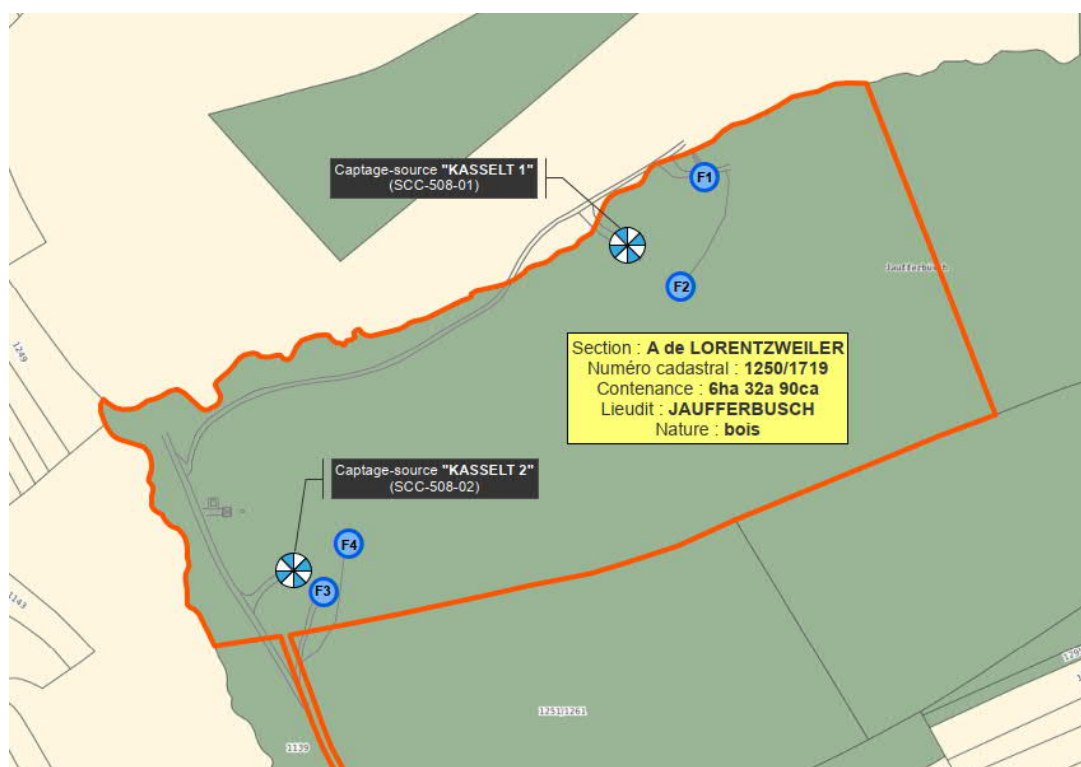 Captage-source "KASSELT 1"
(SCC-508-01)
F1
F2
Jaufferbusch
1249
Section : A de LORENTZWEILER
Numéro cadastral : 1250/1719
Contenance : 6ha 32a 90ca
Lieudit : JAUFFERBUSCH
Nature : bois
Captage-source "KASSELT 2"
(SCC-508-02)
F4
F3
1143
1251/1261
1139